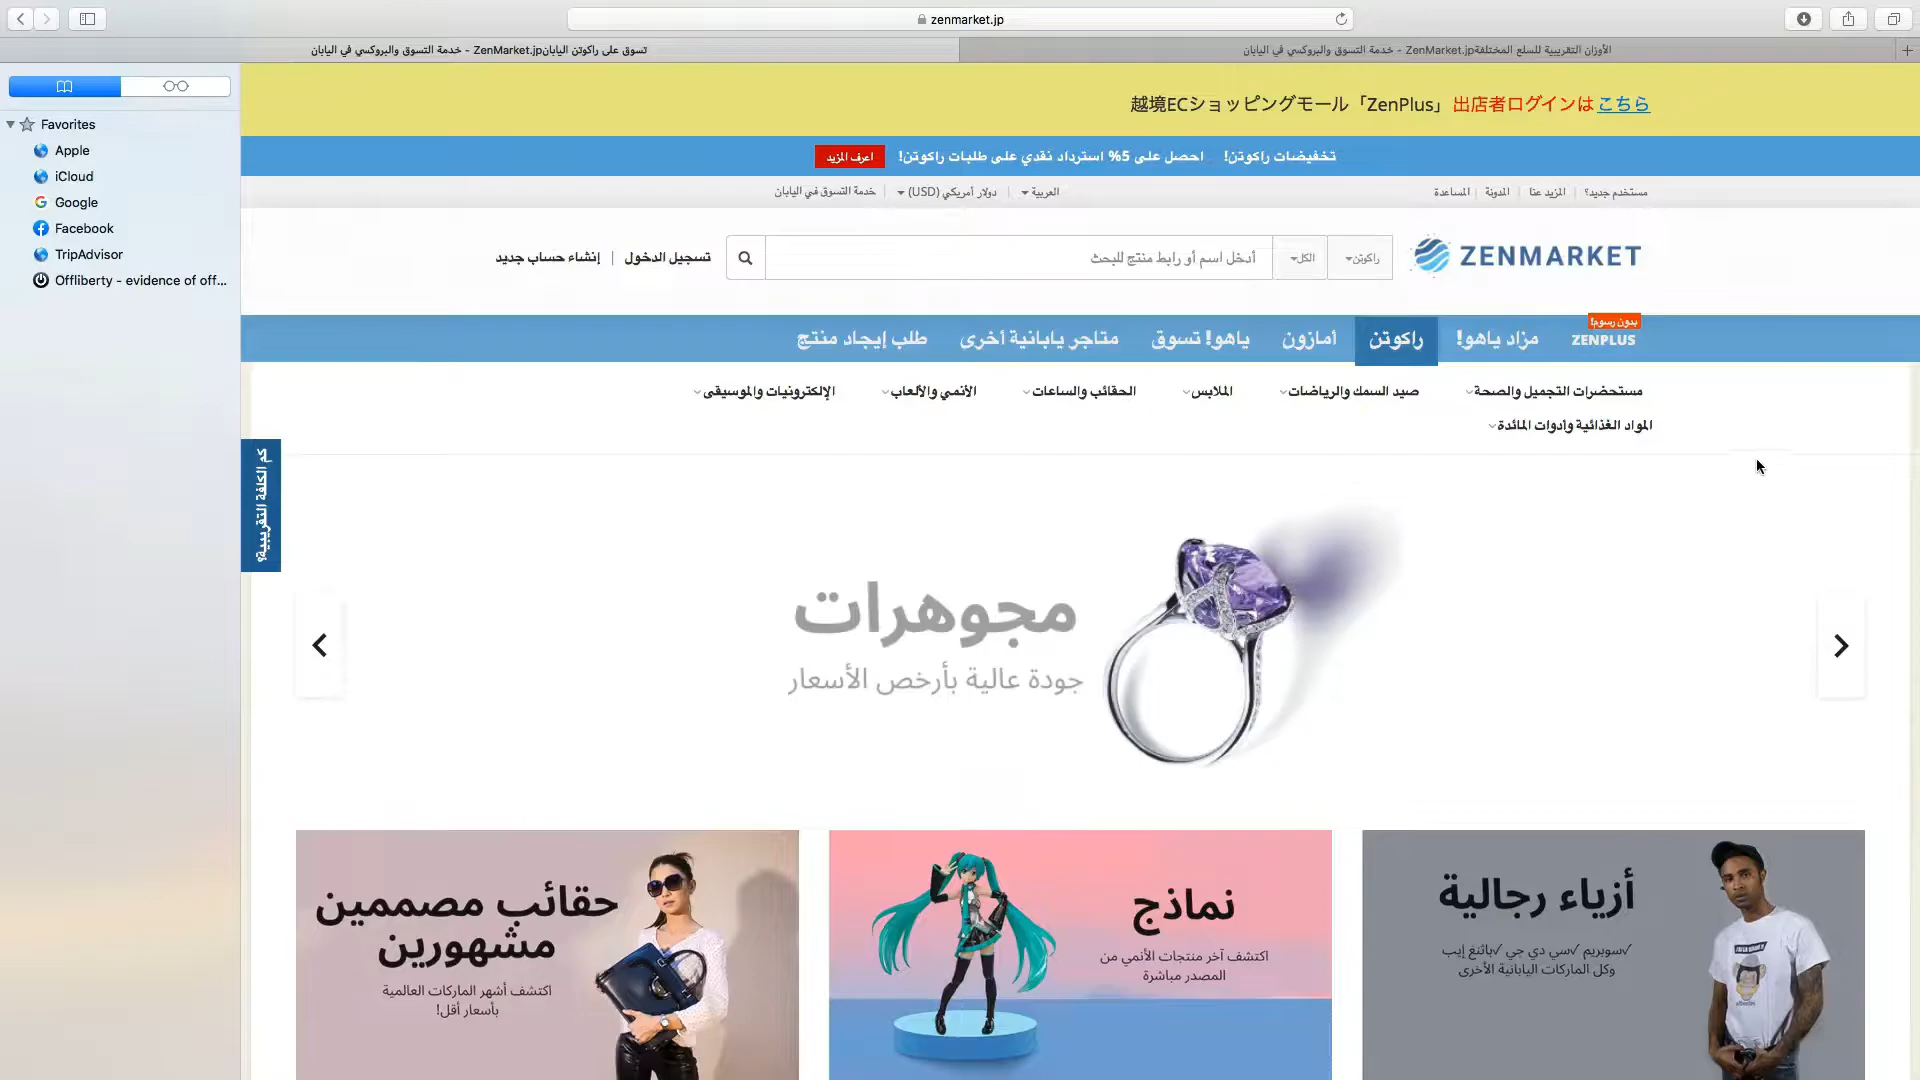 zenmarket.jp
تسوق على راكوتن اليابانZenMarket.jp - خدمة التسوق والبروكسي في اليابان
الأوزان التقريبية للسلع المختلفةZenMarket.jp - خدمة التسوق والبروكسي في اليابان
Favorites
Apple
iCloud
Google
Facebook
TripAdvisor
Offliberty - evidence of off...
越境ECショッピングモール「ZenPlus」出店者ログインは こちら
تخفيضات راكوتن! احصل على 5% استرداد نقدي على طلبات راكوتن! اعرف المزيد
مستخدم جديد؟ | المزيد عنا | المدونة | المساعدة
العربية | دولار أمريكي (USD) | خدمة التسوق في اليابان
ZENMARKET
راكوتن
الكل
أدخل اسم أو رابط منتج للبحث
تسجيل الدخول | إنشاء حساب جديد
بدون رسوم!
ZENPLUS
مزاد ياهو!
راكوتن
أمازون
ياهو! تسوق
متاجر يابانية أخرى
طلب إيجاد منتج
مستحضرات التجميل والصحة
صيد السمك والرياضات
الملابس
الحقائب والساعات
الأنمي والألعاب
الإلكترونيات والموسيقى
المواد الغذائية وأدوات المائدة
كم الكلفة التقريبية؟
مجوهرات
جودة عالية بأرخص الأسعار
أزياء رجالية
√سوبريم √سي دي جي √باثنغ إيب
وكل الماركات اليابانية الأخرى
نماذج
اكتشف آخر منتجات الأنمي من
المصدر مباشرة
حقائب مصممين
مشهورين
اكتشف أشهر الماركات العالمية
بأسعار أقل!